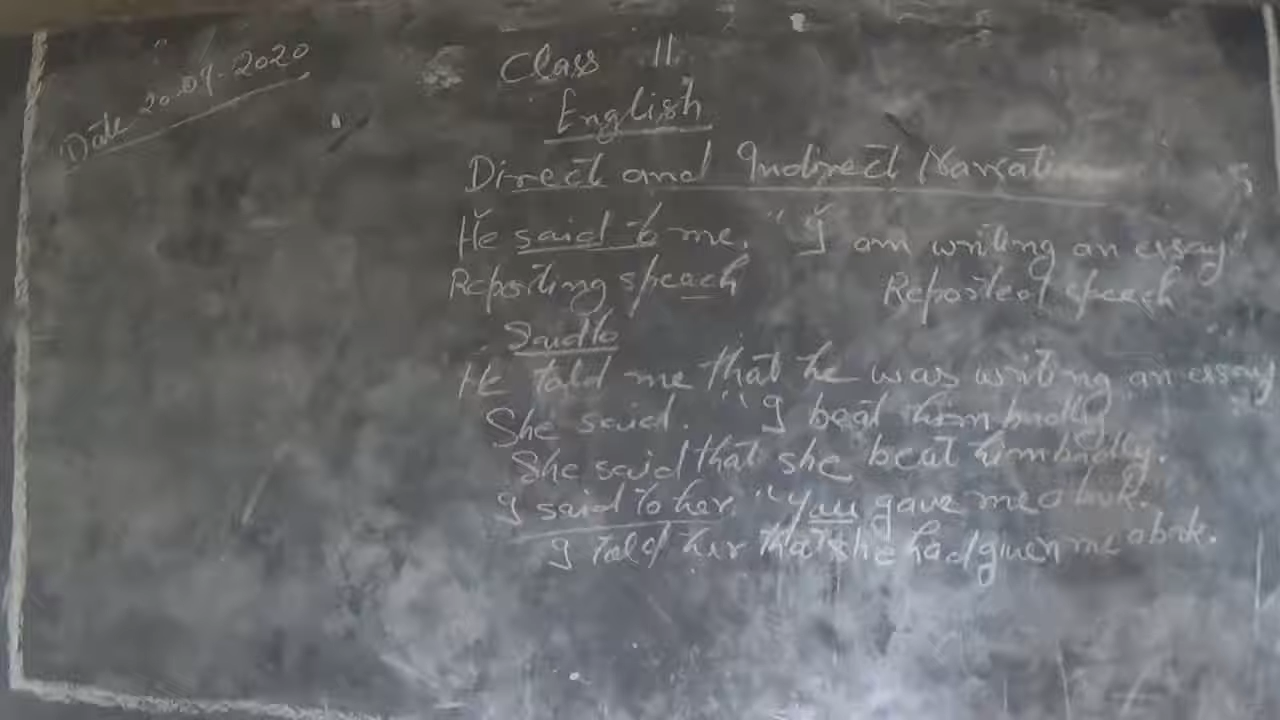 Date 20.09.2020
Class 11
English
Direct and Indirect Narration
He said to me, "I am writing an essay"
Reporting speech Reported speech
Said to
He told me that he was writing an essay
She said. "I beat him badly
She said that she beat him badly.
I said to her, "You gave me a book.
I told her that she had given me a book.